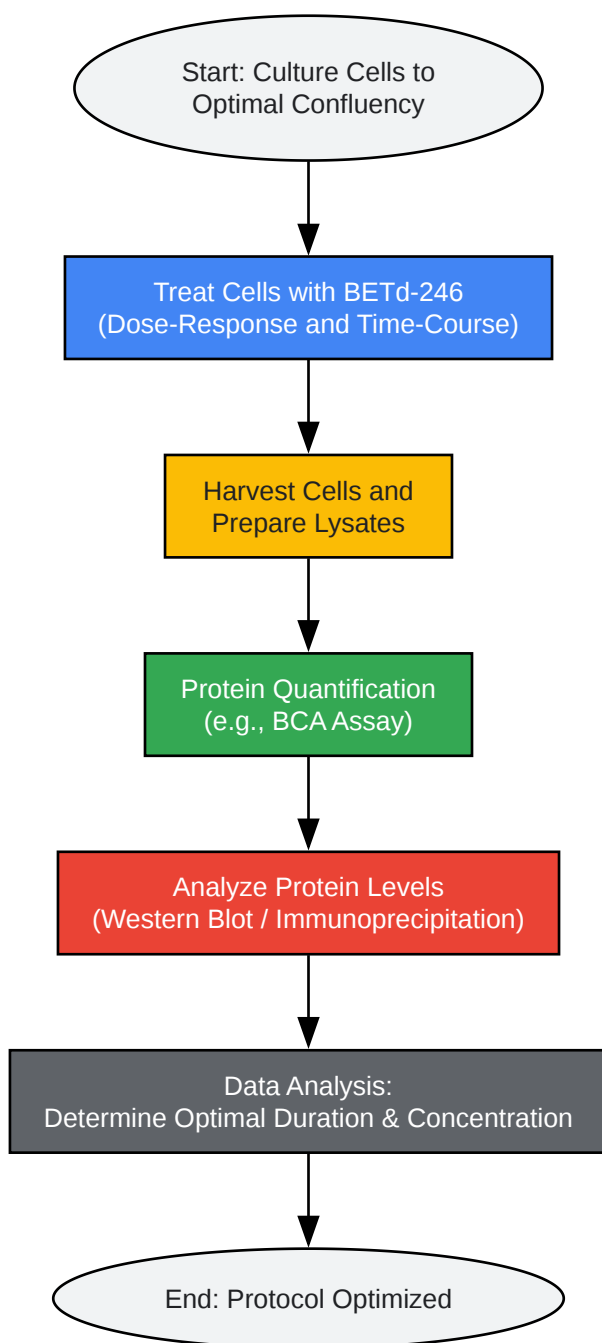 Start: Culture Cells to
Optimal Confluency
Treat Cells with BETd-246
(Dose-Response and Time-Course)
Harvest Cells and
Prepare Lysates
Protein Quantification
(e.g., BCA Assay)
Analyze Protein Levels
(Western Blot / Immunoprecipitation)
Data Analysis:
Determine Optimal Duration & Concentration
End: Protocol Optimized